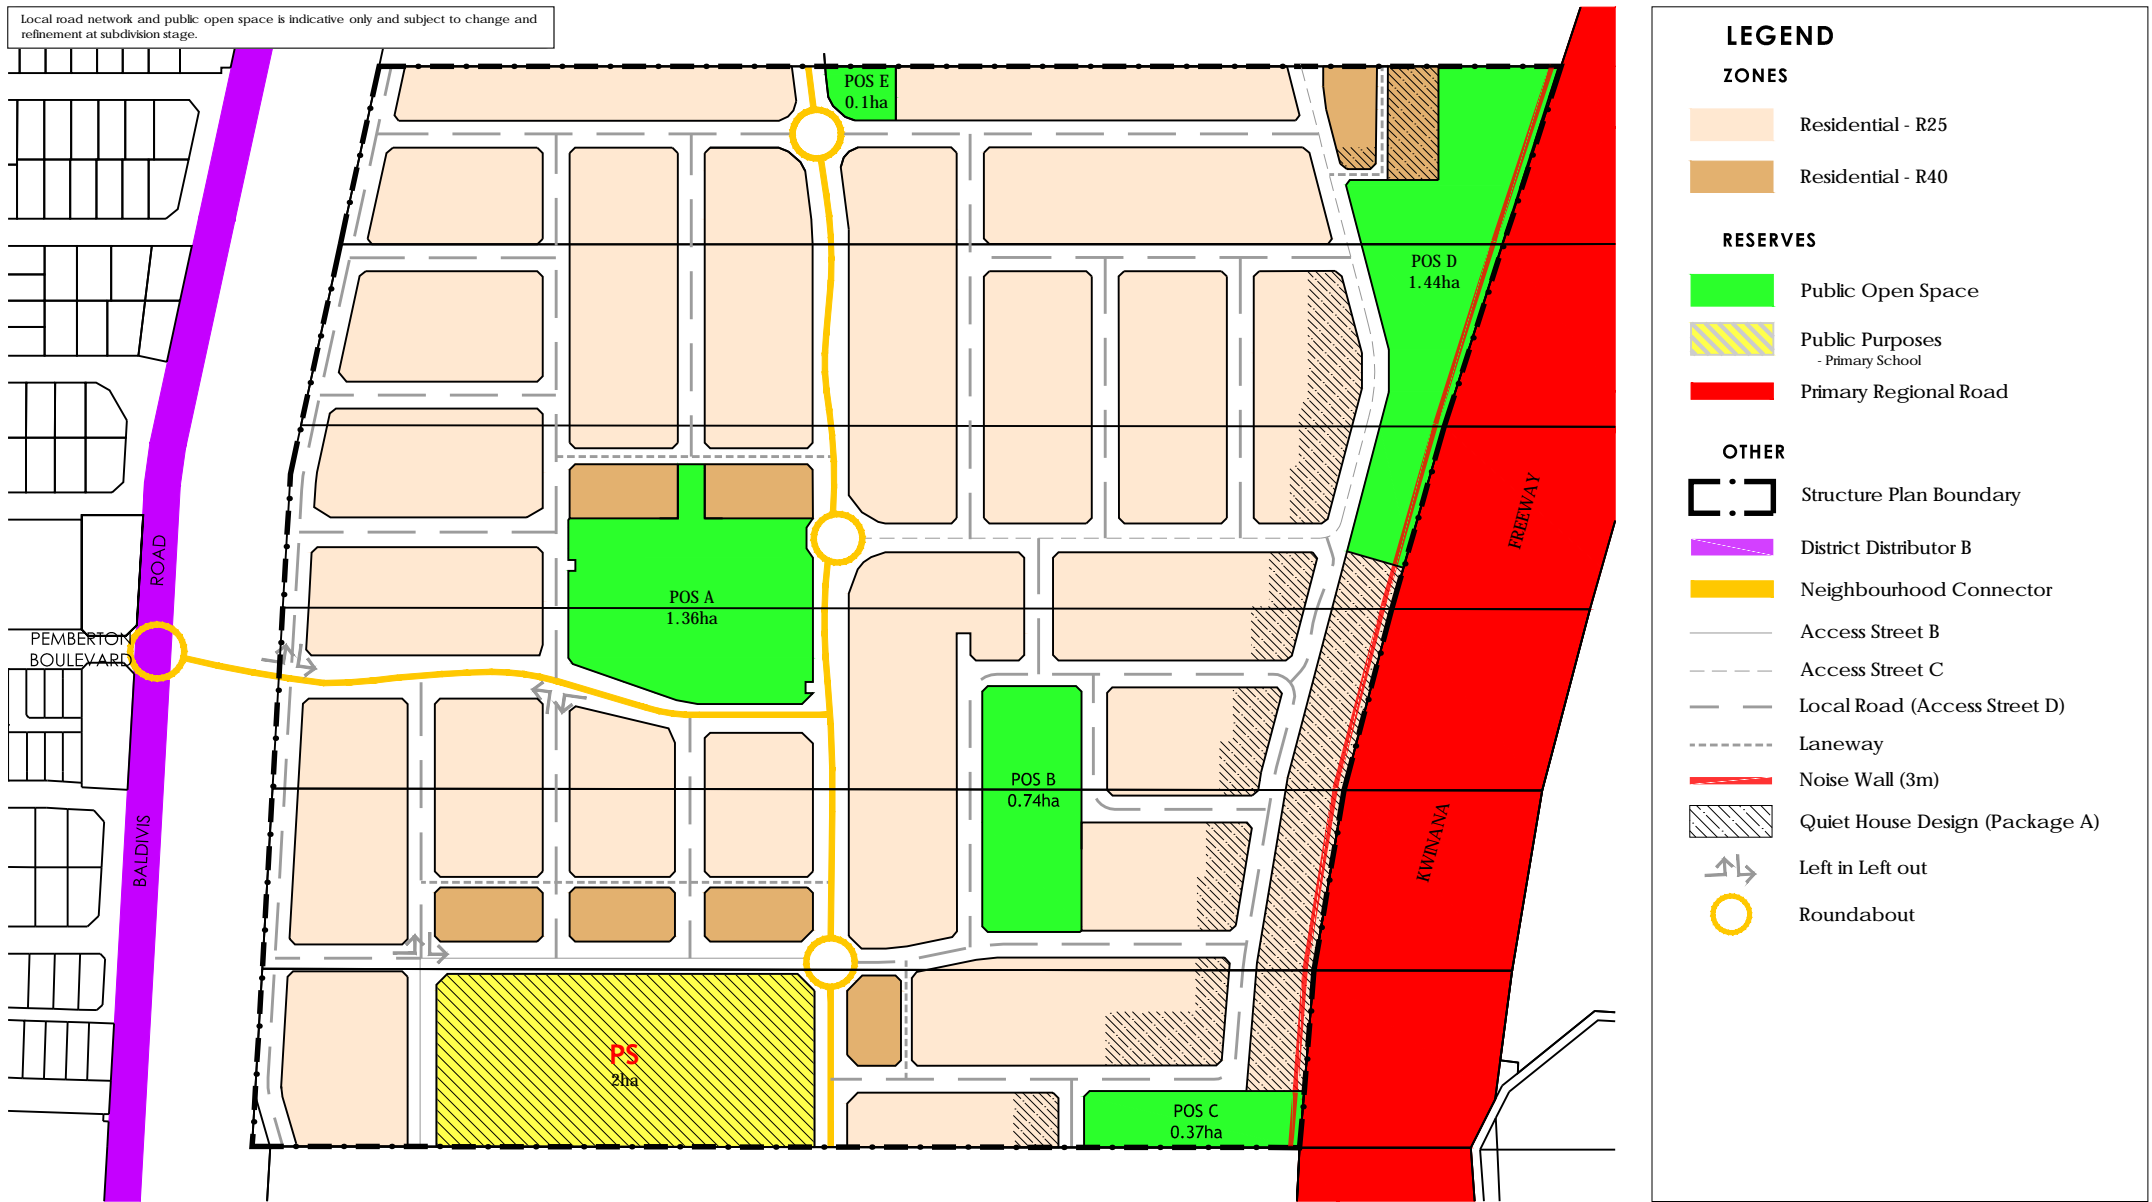 Local road network and public open space is indicative only and subject to change and
refinement at subdivision stage.
POS E
0.1ha
POS D
1.44ha
FREEWAY
ROAD
POS A
1.36ha
PEMBERTON
BOULEVARD
POS B
0.74ha
BALDIVIS
KWINANA
PS
2ha
POS C
0.37ha
LEGEND
ZONES
Residential - R25
Residential - R40
RESERVES
Public Open Space
Public Purposes
- Primary School
Primary Regional Road
OTHER
Structure Plan Boundary
District Distributor B
Neighbourhood Connector
Access Street B
Access Street C
Local Road (Access Street D)
Laneway
Noise Wall (3m)
Quiet House Design (Package A)
Left in Left out
Roundabout